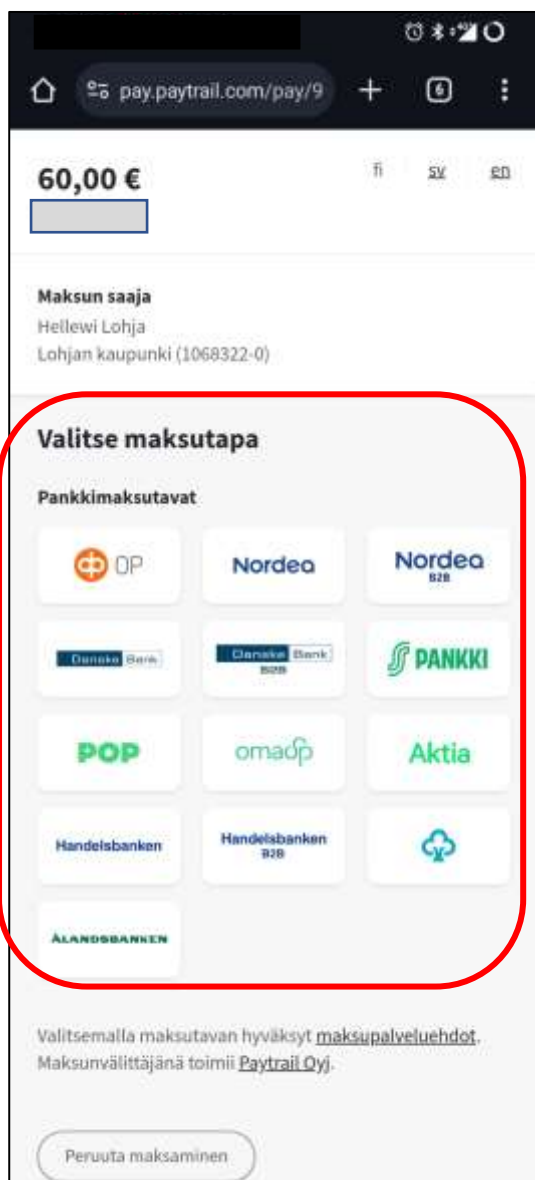 pay.paytrail.com/pay/9
6
60,00 €
fi sv en
Maksun saaja
Hellewi Lohja
Lohjan kaupunki (1068322-0)
Valitse maksutapa
Pankkimaksutavat
OP Nordea Nordea B2B
Danske Bank Danske Bank B2B S PANKKI
POP omasp Aktia
Handelsbanken Handelsbanken B2B
ÅLANDSBANKEN
Valitsemalla maksutavan hyväksyt maksupalveluehdot.
Maksunvälittäjänä toimii Paytrail Oyj.
Peruuta maksaminen